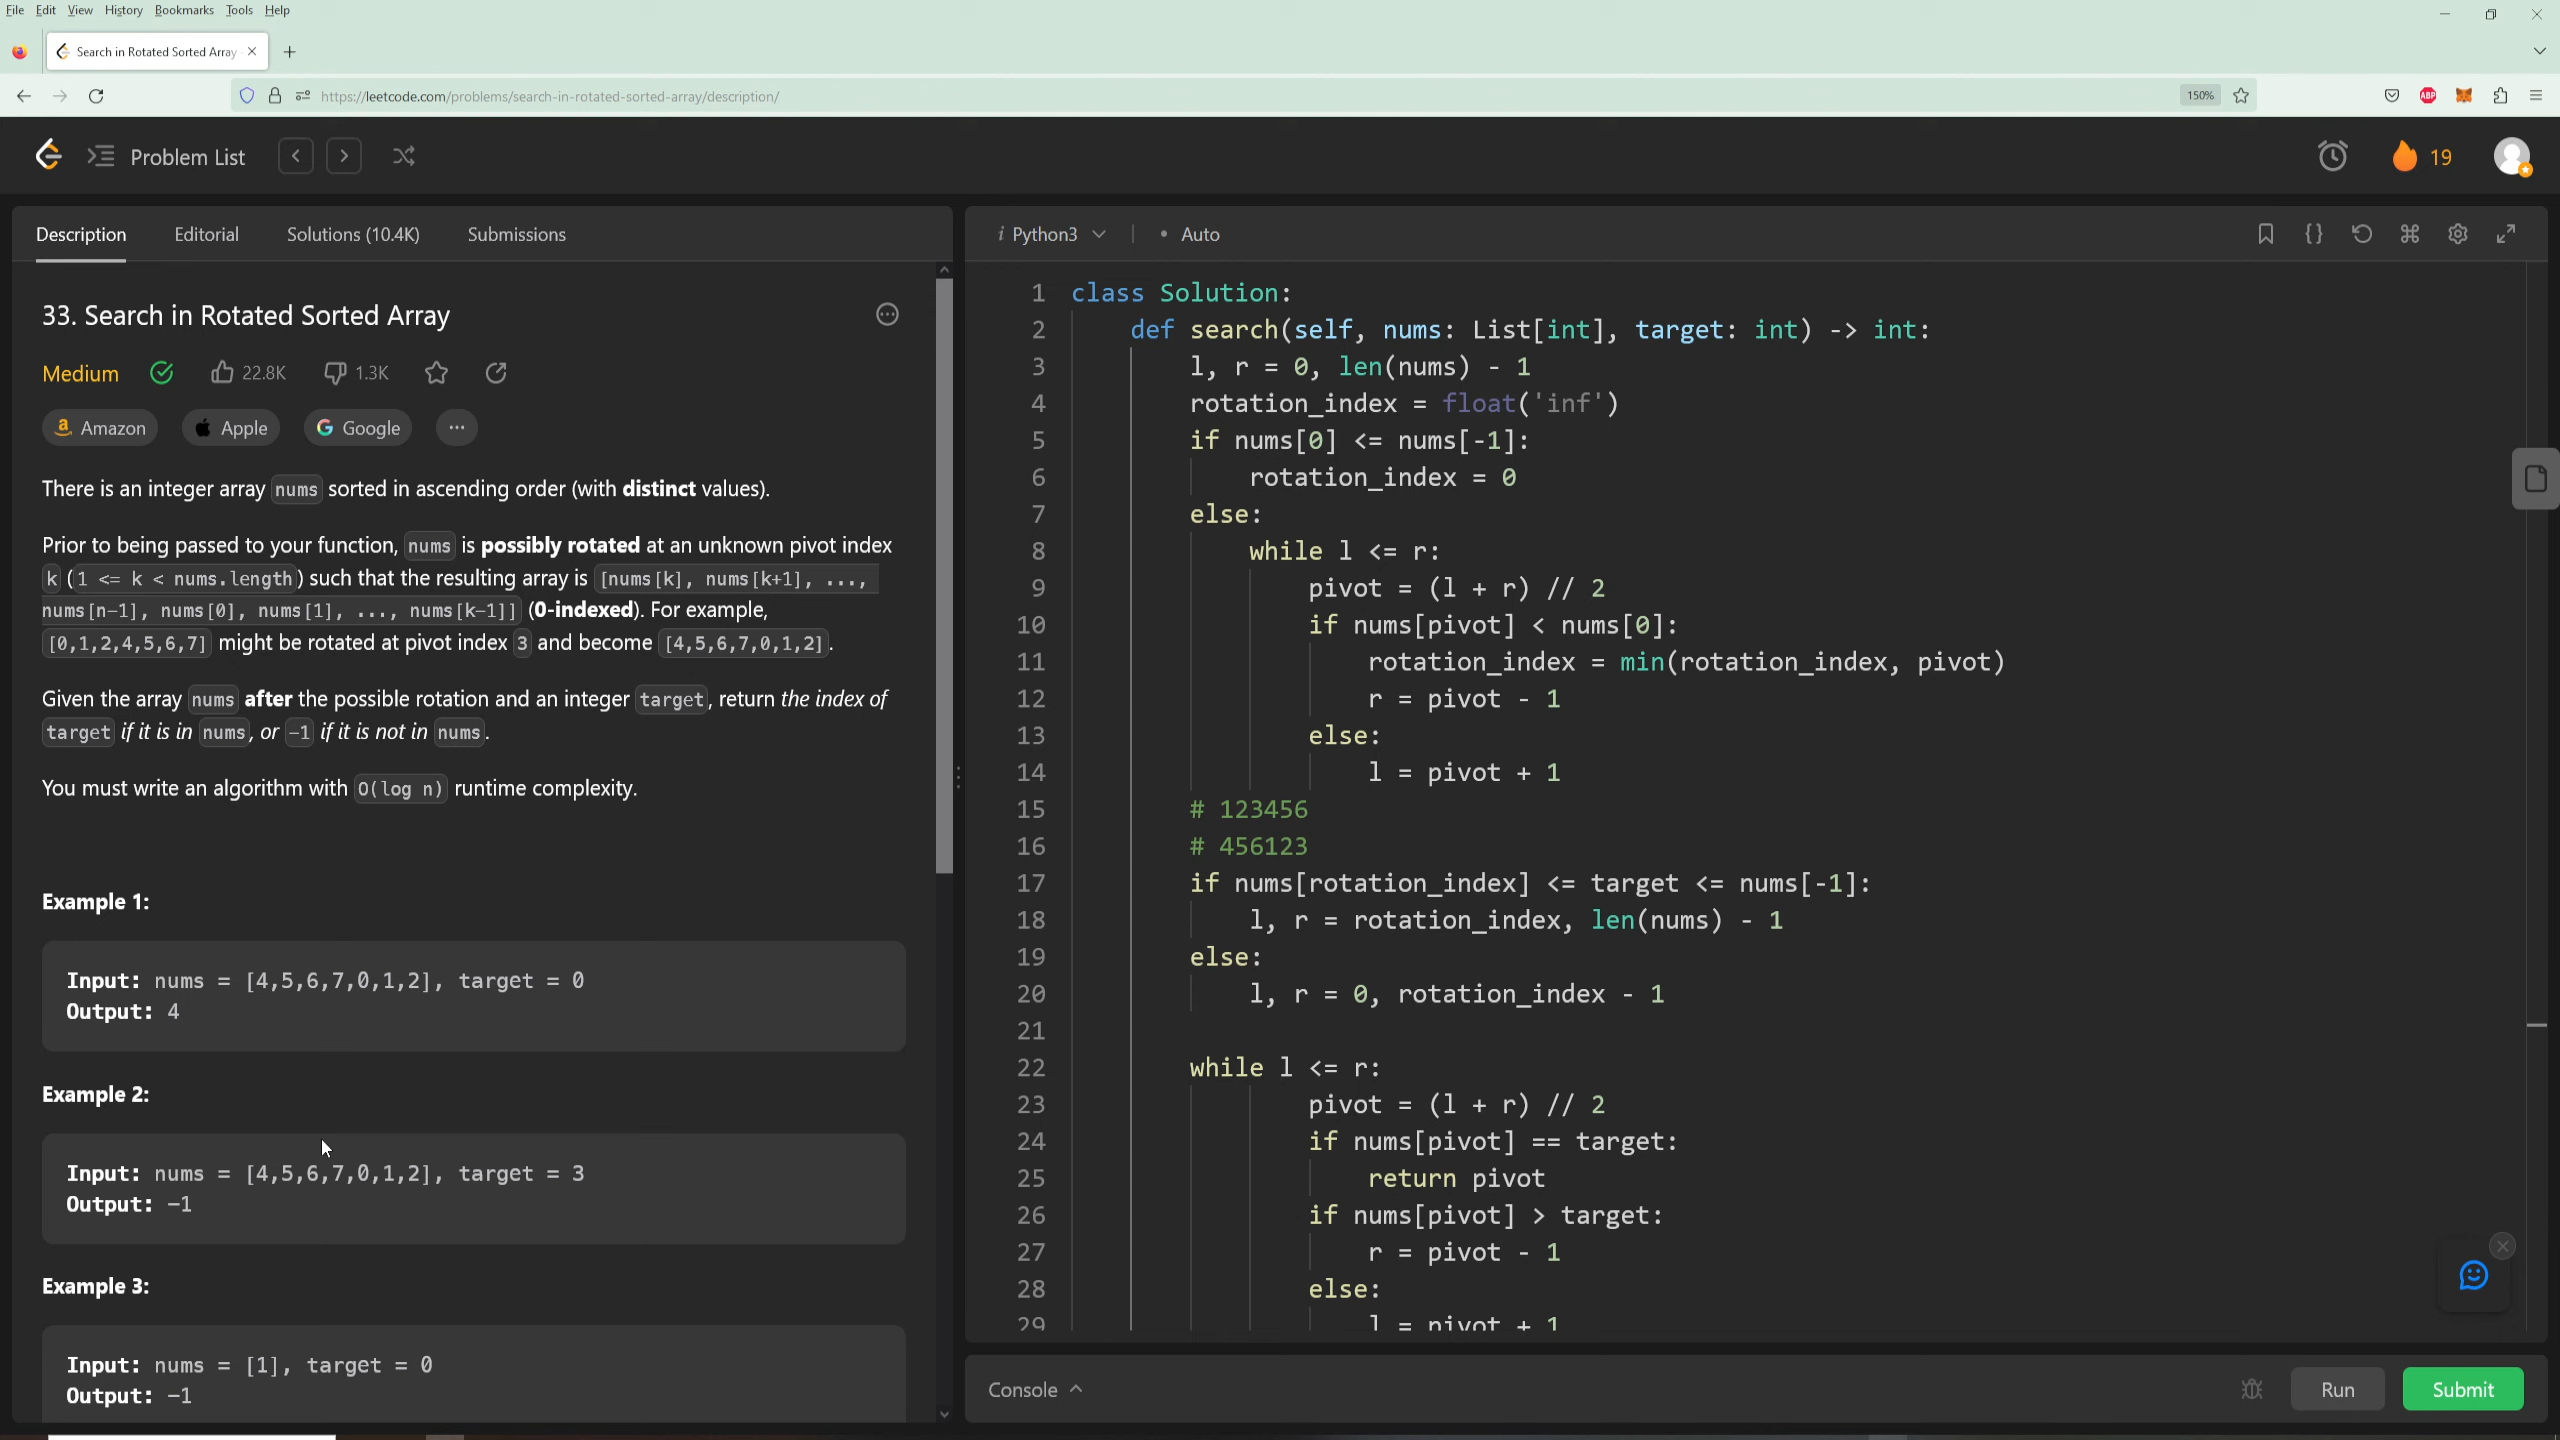 File Edit View History Bookmarks Tools Help
Search in Rotated Sorted Array
https://leetcode.com/problems/search-in-rotated-sorted-array/description/
150%
ABP
Problem List
19
Description Editorial Solutions (10.4K) Submissions
33. Search in Rotated Sorted Array
Medium 22.8K 1.3K
Amazon Apple Google ...
There is an integer array nums sorted in ascending order (with distinct values).
Prior to being passed to your function, nums is possibly rotated at an unknown pivot index
k (1 <= k < nums.length) such that the resulting array is [nums[k], nums[k+1], ...,
nums[n-1], nums[0], nums[1], ..., nums[k-1]] (0-indexed). For example,
[0,1,2,4,5,6,7] might be rotated at pivot index 3 and become [4,5,6,7,0,1,2].
Given the array nums after the possible rotation and an integer target, return the index of
target if it is in nums, or -1 if it is not in nums.
You must write an algorithm with O(log n) runtime complexity.
Example 1:
Input: nums = [4,5,6,7,0,1,2], target = 0
Output: 4
Example 2:
Input: nums = [4,5,6,7,0,1,2], target = 3
Output: -1
Example 3:
Input: nums = [1], target = 0
Output: -1
i Python3 • Auto
{}
1 class Solution:
2 def search(self, nums: List[int], target: int) -> int:
3 l, r = 0, len(nums) - 1
4 rotation_index = float('inf')
5 if nums[0] <= nums[-1]:
6 rotation_index = 0
7 else:
8 while l <= r:
9 pivot = (l + r) // 2
10 if nums[pivot] < nums[0]:
11 rotation_index = min(rotation_index, pivot)
12 r = pivot - 1
13 else:
14 l = pivot + 1
15 # 123456
16 # 456123
17 if nums[rotation_index] <= target <= nums[-1]:
18 l, r = rotation_index, len(nums) - 1
19 else:
20 l, r = 0, rotation_index - 1
21
22 while l <= r:
23 pivot = (l + r) // 2
24 if nums[pivot] == target:
25 return pivot
26 if nums[pivot] > target:
27 r = pivot - 1
28 else:
29 l = pivot + 1
Console Run Submit